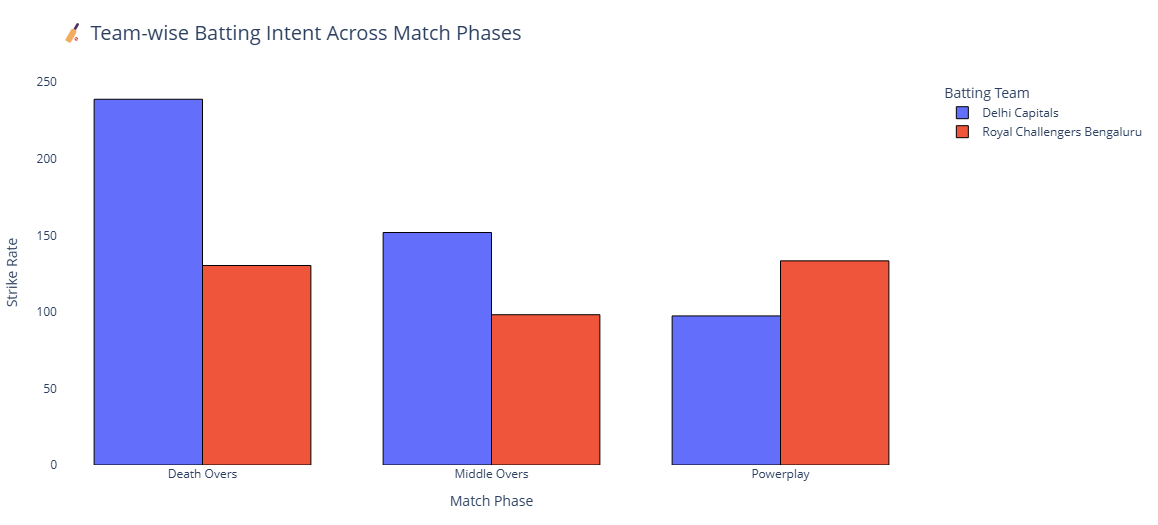 🏏 Team-wise Batting Intent Across Match Phases
250
200
150
100
50
0
Strike Rate
Death Overs
Middle Overs
Powerplay
Match Phase
Batting Team
Delhi Capitals
Royal Challengers Bengaluru